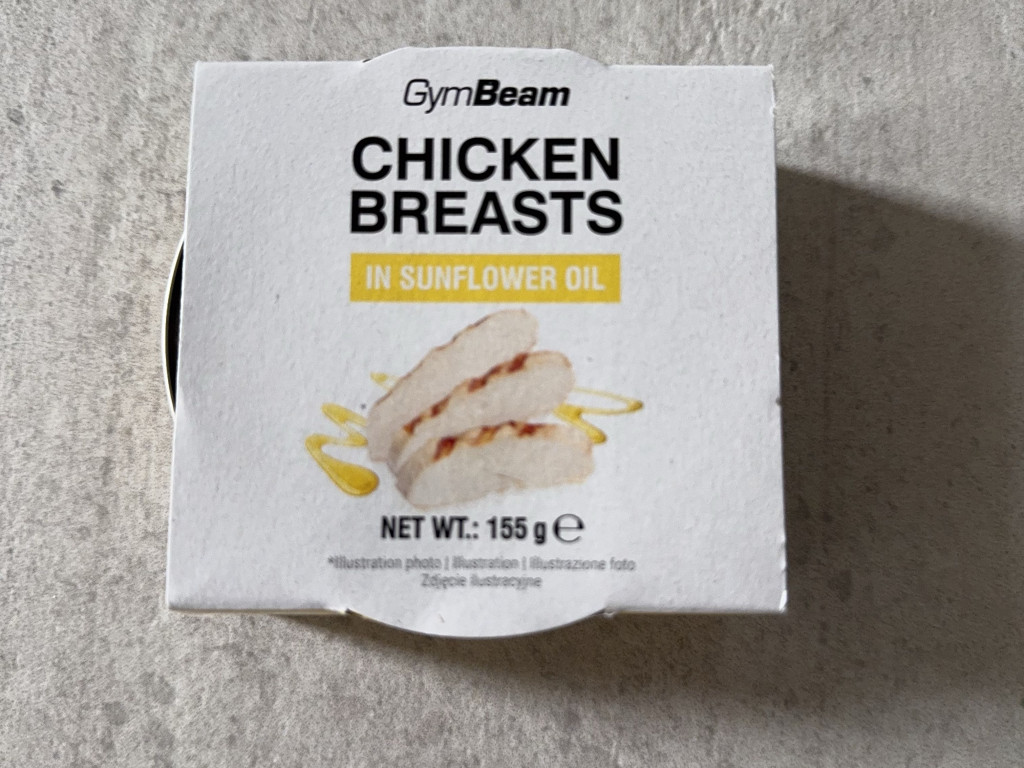 GymBeam
CHICKEN
BREASTS
IN SUNFLOWER OIL
NET WT.: 155 g ℮
*Illustration photo | Illustration | Illustrazione foto
Zdjęcie ilustracyjne